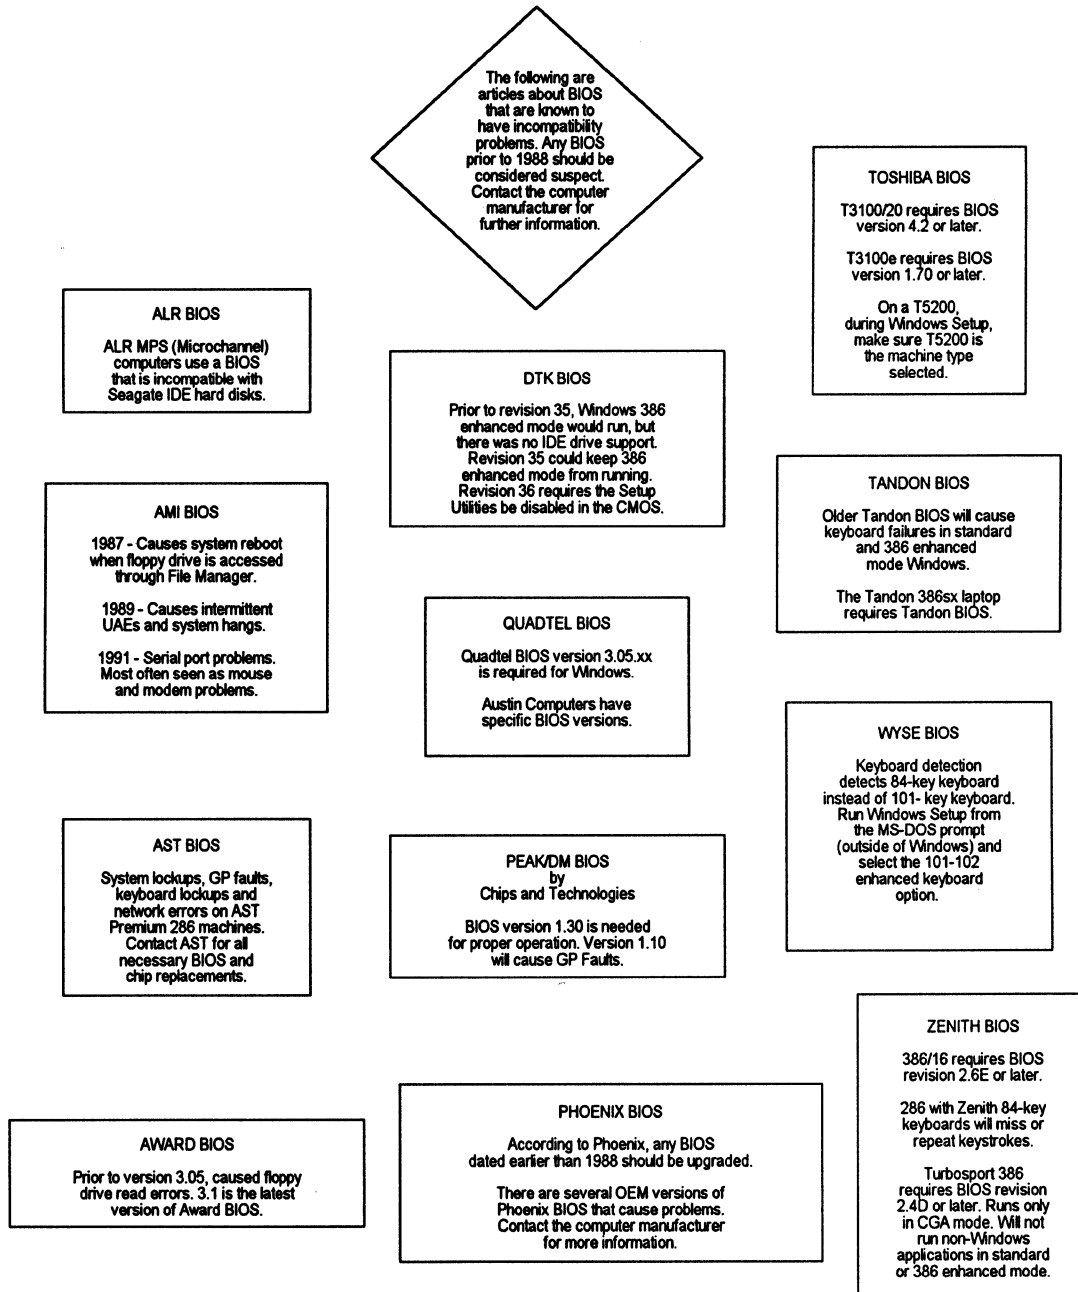 The following are
articles about BIOS
that are known to
have incompatibility
problems. Any BIOS
prior to 1988 should be
considered suspect.
Contact the computer
manufacturer for
further information.
ALR BIOS
ALR MPS (Microchannel)
computers use a BIOS
that is incompatible with
Seagate IDE hard disks.
AMI BIOS
1987 - Causes system reboot
when floppy drive is accessed
through File Manager.
1989 - Causes intermittent
UAEs and system hangs.
1991 - Serial port problems.
Most often seen as mouse
and modem problems.
AST BIOS
System lockups, GP faults,
keyboard lockups and
network errors on AST
Premium 286 machines.
Contact AST for all
necessary BIOS and
chip replacements.
AWARD BIOS
Prior to version 3.05, caused floppy
drive read errors. 3.1 is the latest
version of Award BIOS.
DTK BIOS
Prior to revision 35, Windows 386
enhanced mode would run, but
there was no IDE drive support.
Revision 35 could keep 386
enhanced mode from running.
Revision 36 requires the Setup
Utilities be disabled in the CMOS.
QUADTEL BIOS
Quadtel BIOS version 3.05.xx
is required for Windows.
Austin Computers have
specific BIOS versions.
PEAK/DM BIOS
by
Chips and Technologies
BIOS version 1.30 is needed
for proper operation. Version 1.10
will cause GP Faults.
PHOENIX BIOS
According to Phoenix, any BIOS
dated earlier than 1988 should be upgraded.
There are several OEM versions of
Phoenix BIOS that cause problems.
Contact the computer manufacturer
for more information.
TOSHIBA BIOS
T3100/20 requires BIOS
version 4.2 or later.
T3100e requires BIOS
version 1.70 or later.
On a T5200,
during Windows Setup,
make sure T5200 is
the machine type
selected.
TANDON BIOS
Older Tandon BIOS will cause
keyboard failures in standard
and 386 enhanced
mode Windows.
The Tandon 386sx laptop
requires Tandon BIOS.
WYSE BIOS
Keyboard detection
detects 84-key keyboard
instead of 101- key keyboard.
Run Windows Setup from
the MS-DOS prompt
(outside of Windows) and
select the 101-102
enhanced keyboard
option.
ZENITH BIOS
386/16 requires BIOS
revision 2.6E or later.
286 with Zenith 84-key
keyboards will miss or
repeat keystrokes.
Turbosport 386
requires BIOS revision
2.4D or later. Runs only
in CGA mode. Will not
run non-Windows
applications in standard
or 386 enhanced mode.